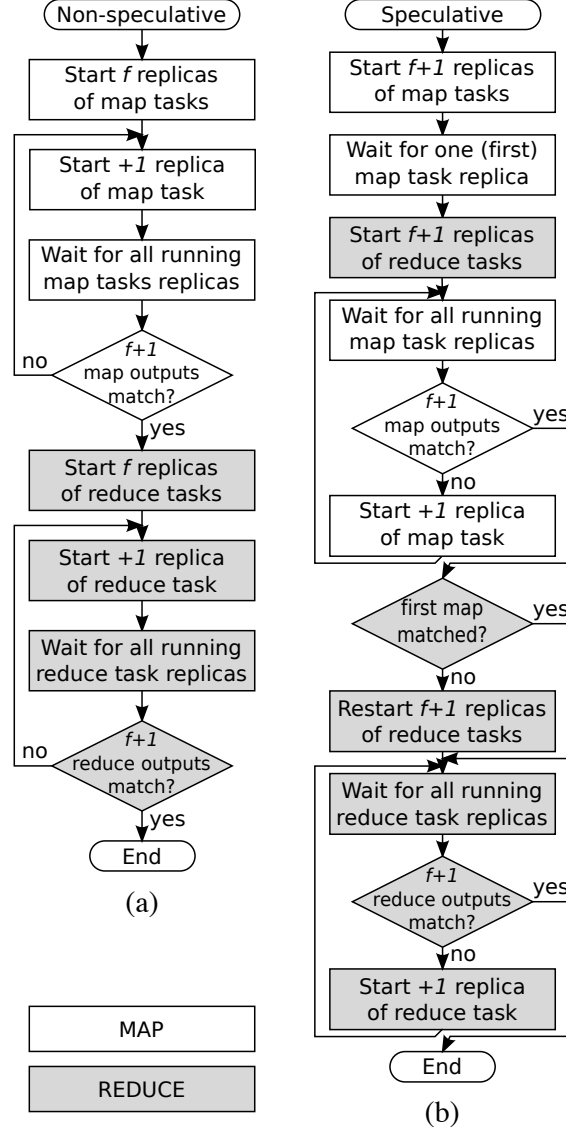 Non-speculative
Start f replicas
of map tasks
Start +1 replica
of map task
Wait for all running
map tasks replicas
no
f+1
map outputs
match?
yes
Start f replicas
of reduce tasks
Start +1 replica
of reduce task
Wait for all running
reduce task replicas
no
f+1
reduce outputs
match?
yes
End
(a)
MAP
REDUCE
Speculative
Start f+1 replicas
of map tasks
Wait for one (first)
map task replica
Start f+1 replicas
of reduce tasks
Wait for all running
map task replicas
f+1
map outputs
match?
yes
no
Start +1 replica
of map task
first map
matched?
yes
no
Restart f+1 replicas
of reduce tasks
Wait for all running
reduce task replicas
f+1
reduce outputs
match?
yes
no
Start +1 replica
of reduce task
End
(b)